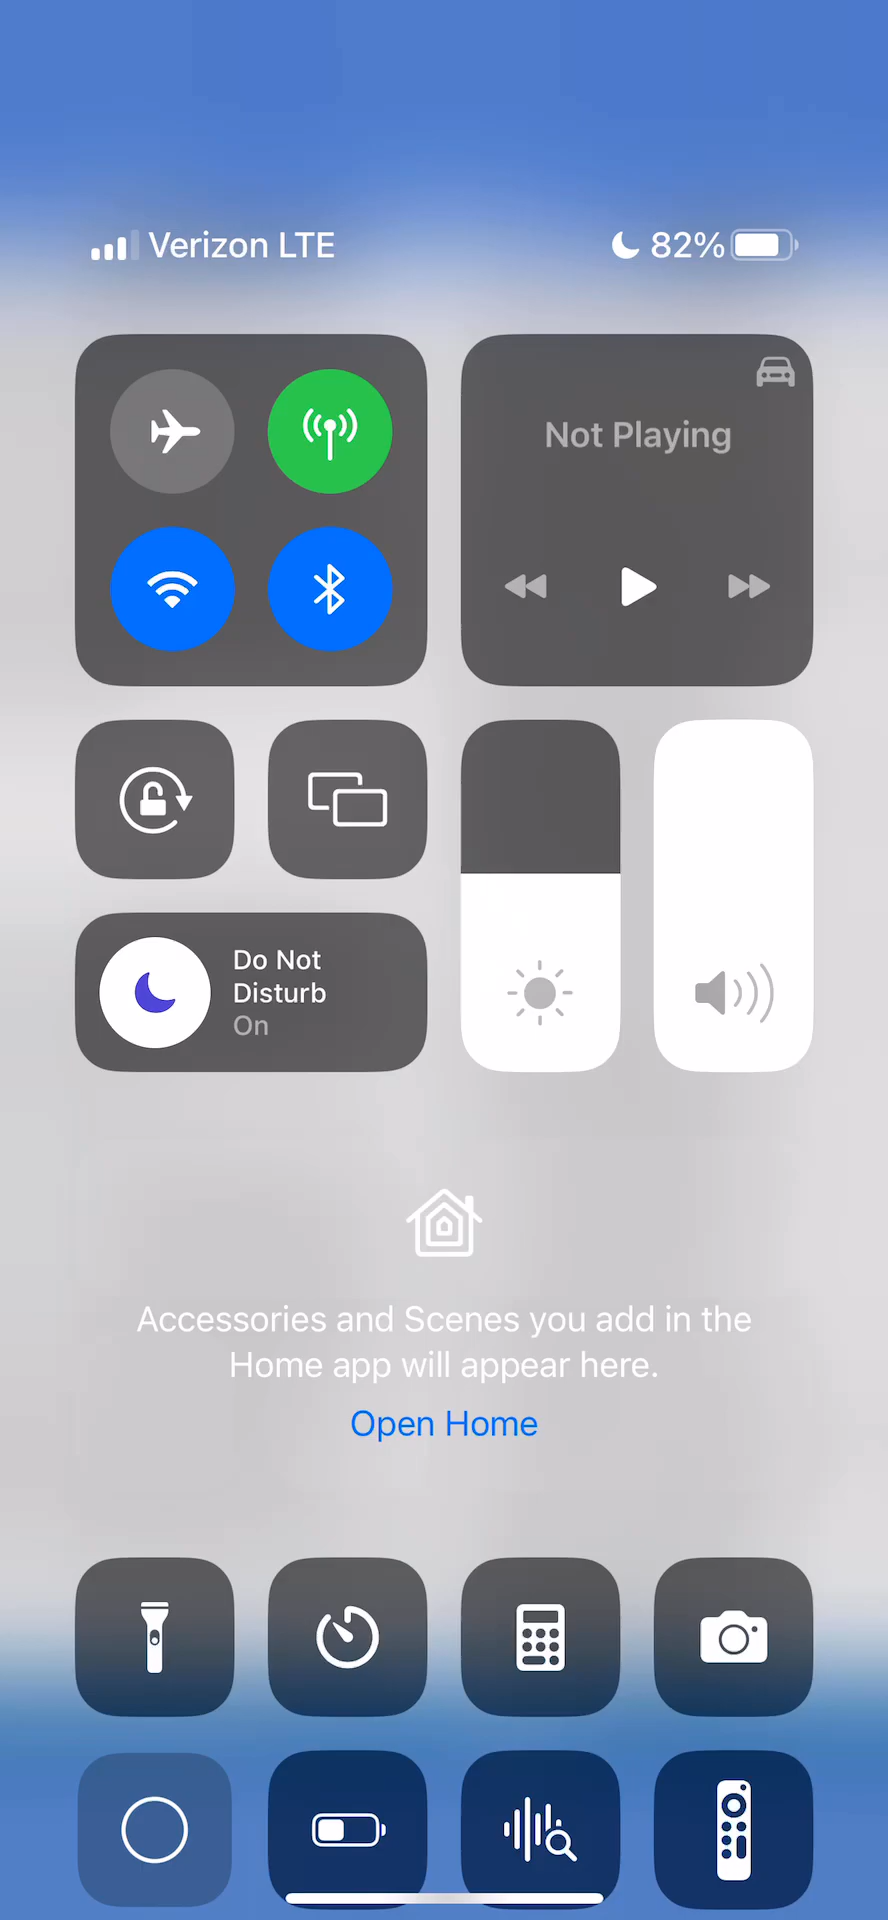 Verizon LTE
82%
Not Playing
Do Not
Disturb
On
Accessories and Scenes you add in the
Home app will appear here.
Open Home